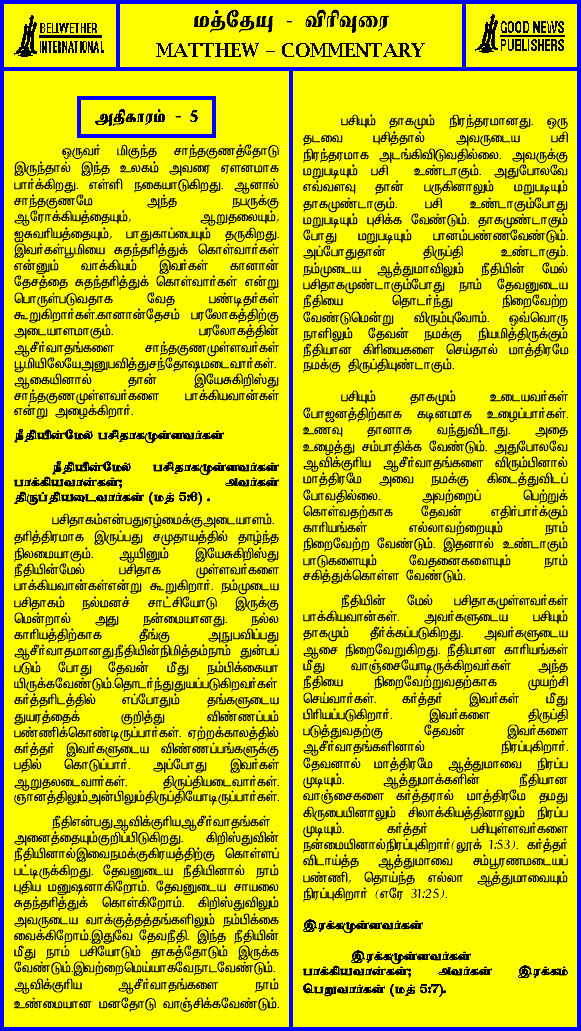 BELLWETHER
INTERNATIONAL
மத்தேயு - விரிவுரை
MATTHEW – COMMENTARY
GOOD NEWS
PUBLISHERS
அதிகாரம் - 5
ஒருவர் மிகுந்த சாந்தகுணத்தோடு
இருந்தால் இந்த உலகம் அவரை ஏளனமாக
பார்க்கிறது. எள்ளி நகையாடுகிறது. ஆனால்
சாந்தகுணமே அந்த நபருக்கு
ஆரோக்கியத்தையும், ஆறுதலையும்,
ஐசுவரியத்தையும், பாதுகாப்பையும் தருகிறது.
இவர்கள்பூமியை சுதந்தரித்துக் கொள்வார்கள்
என்னும் வாக்கியம் இவர்கள் கானான்
தேசத்தை சுதந்தரித்துக் கொள்வார்கள் என்று
பொருள்படுவதாக வேத பண்டிதர்கள்
கூறுகிறார்கள்.கானான்தேசம் பரலோகத்திற்கு
அடையாளமாகும். பரலோகத்தின்
ஆசீர்வாதங்களை சாந்தகுணமுள்ளவர்கள்
பூமியிலேயேஅனுபவித்துசந்தோஷமடைவார்கள்.
ஆகையினால் தான் இயேசுகிறிஸ்து
சாந்தகுணமுள்ளவர்களை பாக்கியவான்கள்
என்று அழைக்கிறார்.
நீதியின்மேல் பசிதாகமுள்ளவர்கள்
நீதியின்மேல் பசிதாகமுள்ளவர்கள்
பாக்கியவான்கள்; அவர்கள்
திருப்தியடைவார்கள் (மத் 5:6) .
பசிதாகம்என்பதுஏழ்மைக்குஅடையாளம்.
தரித்திரமாக இருப்பது சமுதாயத்தில் தாழ்ந்த
நிலமையாகும். ஆயினும் இயேசுகிறிஸ்து
நீதியின்மேல் பசிதாக முள்ளவர்களை
பாக்கியவான்கள்என்று கூறுகிறார். நம்முடைய
பசிதாகம் நல்மனச் சாட்சியோடு இருக்கு
மென்றால் அது நன்மையானது. நல்ல
காரியத்திற்காக தீங்கு அநுபவிப்பது
ஆசீர்வாதமானது.நீதியின்நிமித்தம்நாம் துன்பப்
படும் போது தேவன் மீது நம்பிக்கையா
யிருக்கவேண்டும்.தொடர்ந்துதுயப்படுகிறவர்கள்
கர்த்தரிடத்தில் எப்போதும் தங்களுடைய
துயரத்தைக் குறித்து விண்ணப்பம்
பண்ணிக்கொண்டிருப்பார்கள். ஏற்றக்காலத்தில்
கர்த்தர் இவர்களுடைய விண்ணப்பங்களுக்கு
பதில் கொடுப்பார். அப்போது இவர்கள்
ஆறுதலடைவார்கள். திருப்தியடைவார்கள்.
ஞானத்திலும்அன்பிலும்திருப்தியோடிருப்பார்கள்.
நீதிஎன்பதுஆவிக்குரியஆசீர்வாதங்கள்
அனைத்தையும்குறிப்பிடுகிறது. கிறிஸ்துவின்
நீதியினால்இவைநமக்குகிரயத்திற்கு கொள்ளப்
பட்டிருக்கிறது. தேவனுடைய நீதியினால் நாம்
புதிய மனுஷனாகிறோம். தேவனுடைய சாயலை
சுதந்தரித்துக் கொள்கிறோம். கிறிஸ்துவிலும்
அவருடைய வாக்குத்தத்தங்களிலும் நம்பிக்கை
வைக்கிறோம்.இதுவே தேவநீதி. இந்த நீதியின்
மீது நாம் பசியோடும் தாகத்தோடும் இருக்க
வேண்டும்.இவற்றைமெய்யாகவேநாடவேண்டும்.
ஆவிக்குரிய ஆசீர்வாதங்களை நாம்
உண்மையான மனதோடு வாஞ்சிக்கவேண்டும்.
பசியும் தாகமும் நிரந்தரமானது. ஒரு
தடவை புசித்தால் அவருடைய பசி
நிரந்தரமாக அடங்கிவிடுவதில்லை. அவருக்கு
மறுபடியும் பசி உண்டாகும். அதுபோலவே
எவ்வளவு தான் பருகினாலும் மறுபடியும்
தாகமுண்டாகும். பசி உண்டாகும்போது
மறுபடியும் புசிக்க வேண்டும். தாகமுண்டாகும்
போது மறுபடியும் பானம்பண்ணவேண்டும்.
அப்போதுதான் திருப்தி உண்டாகும்.
நம்முடைய ஆத்துமாவிலும் நீதியின் மேல்
பசிதாகமுண்டாகும்போது நாம் தேவனுடைய
நீதியை தொடர்ந்து நிறைவேற்ற
வேண்டுமென்று விரும்புவோம். ஒவ்வொரு
நாளிலும் தேவன் நமக்கு நியமித்திருக்கும்
நீதியான கிரியைகளை செய்தால் மாத்திரமே
நமக்கு திருப்தியுண்டாகும்.
பசியும் தாகமும் உடையவர்கள்
போஜனத்திற்காக கடினமாக உழைப்பார்கள்.
உணவு தானாக வந்துவிடாது. அதை
உழைத்து சம்பாதிக்க வேண்டும். அதுபோலவே
ஆவிக்குரிய ஆசீர்வாதங்களை விரும்பினால்
மாத்திரமே அவை நமக்கு கிடைத்துவிடப்
போவதில்லை. அவற்றைப் பெற்றுக்
கொள்வதற்காக தேவன் எதிர்பார்க்கும்
காரியங்கள் எல்லாவற்றையும் நாம்
நிறைவேற்ற வேண்டும். இதனால் உண்டாகும்
பாடுகளையும் வேதனைகளையும் நாம்
சகித்துக்கொள்ள வேண்டும்.
நீதியின் மேல் பசிதாகமுள்ளவர்கள்
பாக்கியவான்கள். அவர்களுடைய பசியும்
தாகமும் தீர்க்கப்படுகிறது. அவர்களுடைய
ஆசை நிறைவேறுகிறது. நீதியான காரியங்கள்
மீது வாஞ்சையோடிருக்கிறவர்கள் அந்த
நீதியை நிறைவேற்றுவதற்காக முயற்சி
செய்வார்கள். கர்த்தர் இவர்கள் மீது
பிரியப்படுகிறார். இவர்களை திருப்தி
படுத்துவதற்கு தேவன் இவர்களை
ஆசீர்வாதங்களினால் நிரப்புகிறார்.
தேவனால் மாத்திரமே ஆத்துமாவை நிரப்ப
முடியும். ஆத்துமாக்களின் நீதியான
வாஞ்சைகளை கர்த்தரால் மாத்திரமே தமது
கிருபையினாலும் சிலாக்கியத்தினாலும் நிரப்ப
முடியும். கர்த்தர் பசியுள்ளவர்களை
நன்மையினால்நிரப்புகிறார்(லூக் 1:53). கர்த்தர்
விடாய்த்த ஆத்துமாவை சம்பூரணமடையப்
பண்ணி, தொய்ந்த எல்லா ஆத்துமாவையும்
நிரப்புகிறார் (எரே 31:25).
இரக்கமுள்ளவர்கள்
இரக்கமுள்ளவர்கள்
பாக்கியவான்கள்; அவர்கள் இரக்கம்
பெறுவார்கள் (மத் 5:7).